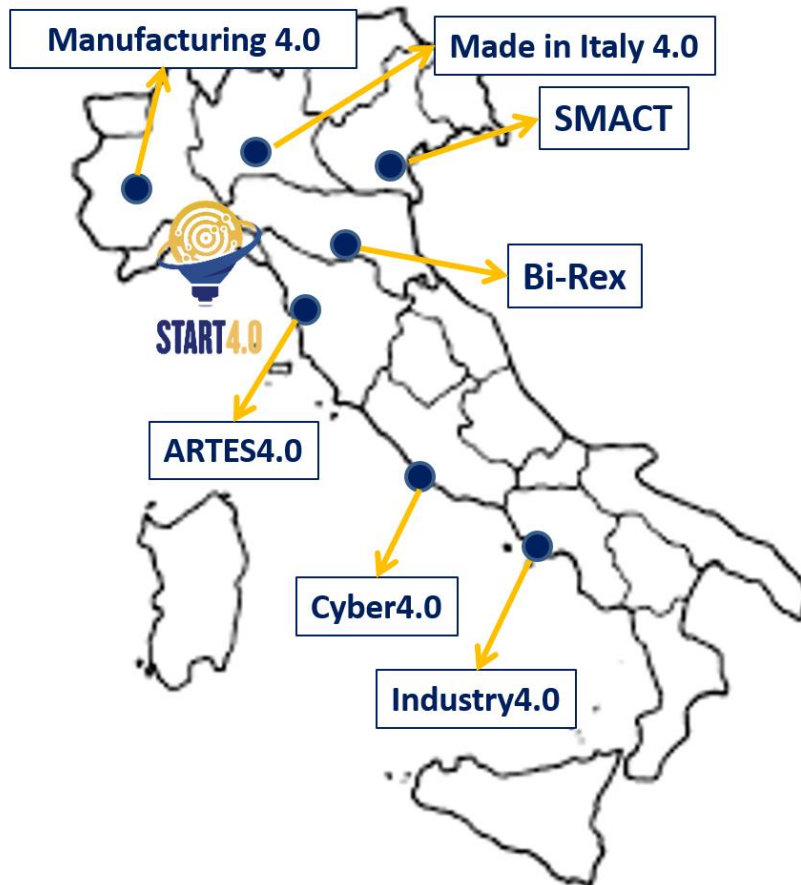 Manufacturing 4.0
Made in Italy 4.0
SMACT
Bi-Rex
START4.0
ARTES4.0
Cyber4.0
Industry4.0